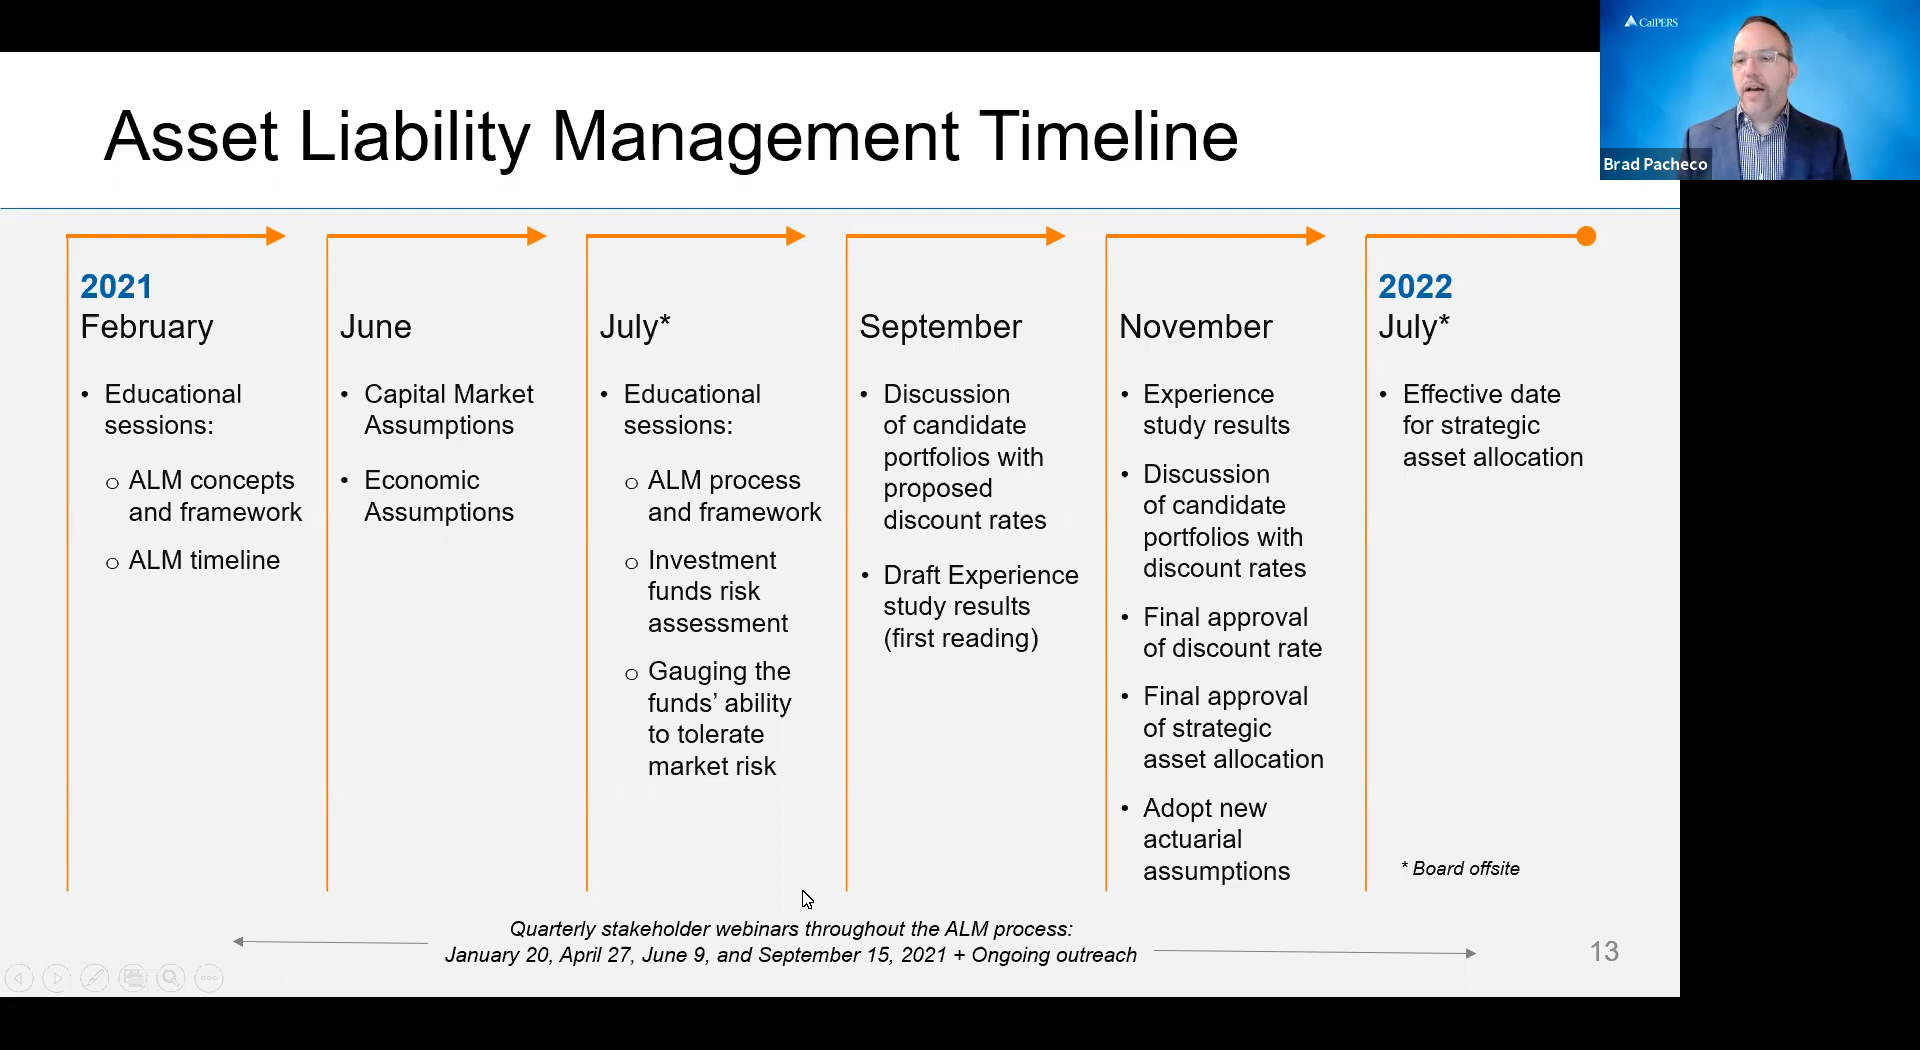 CalPERS
Brad Pacheco
Asset Liability Management Timeline
2021
February
• Educational
sessions:
o ALM concepts
and framework
o ALM timeline
June
• Capital Market
Assumptions
• Economic
Assumptions
July*
• Educational
sessions:
o ALM process
and framework
o Investment
funds risk
assessment
o Gauging the
funds’ ability
to tolerate
market risk
September
• Discussion
of candidate
portfolios with
proposed
discount rates
• Draft Experience
study results
(first reading)
November
• Experience
study results
• Discussion
of candidate
portfolios with
discount rates
• Final approval
of discount rate
• Final approval
of strategic
asset allocation
• Adopt new
actuarial
assumptions
2022
July*
• Effective date
for strategic
asset allocation
* Board offsite
Quarterly stakeholder webinars throughout the ALM process:
January 20, April 27, June 9, and September 15, 2021 + Ongoing outreach
13